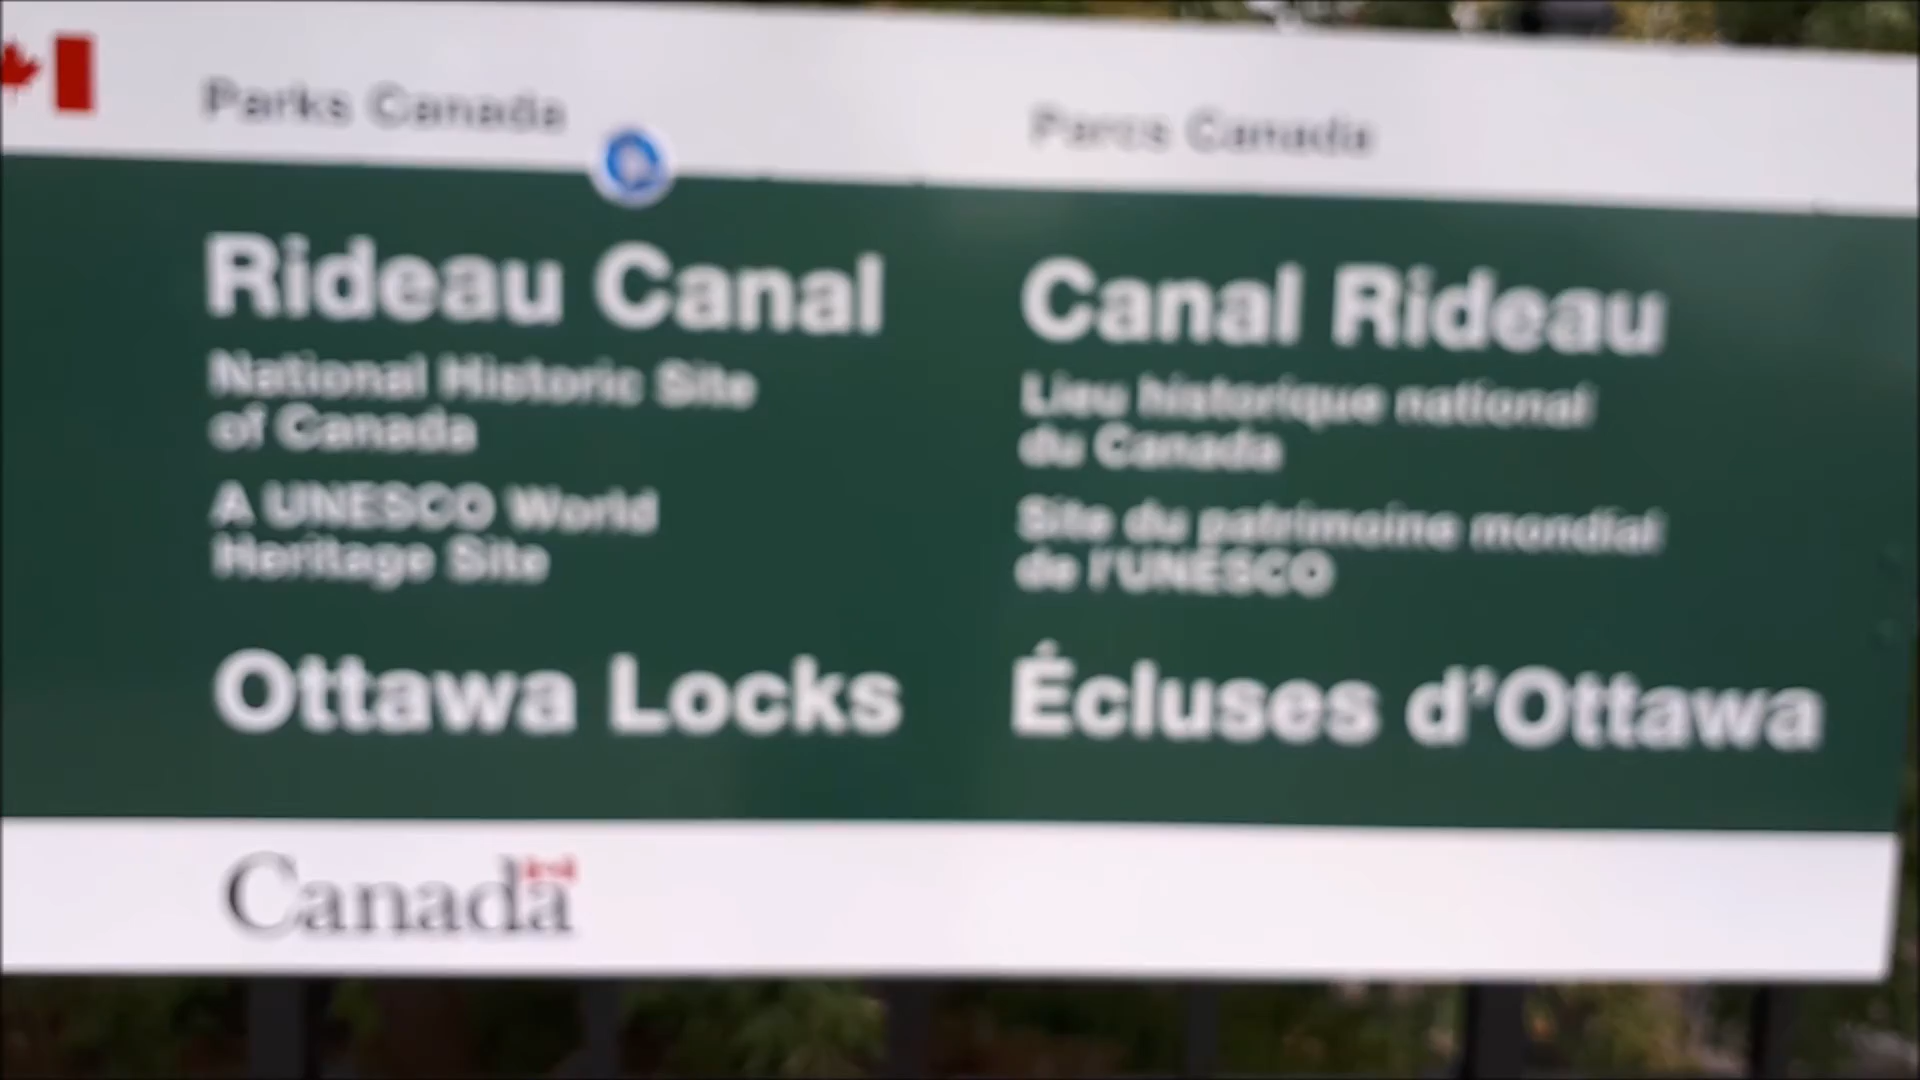 Parks Canada
Parcs Canada
Rideau Canal
National Historic Site
of Canada
A UNESCO World
Heritage Site
Ottawa Locks
Canal Rideau
Lieu historique national
du Canada
Site du patrimoine mondial
de l'UNESCO
Écluses d'Ottawa
Canada